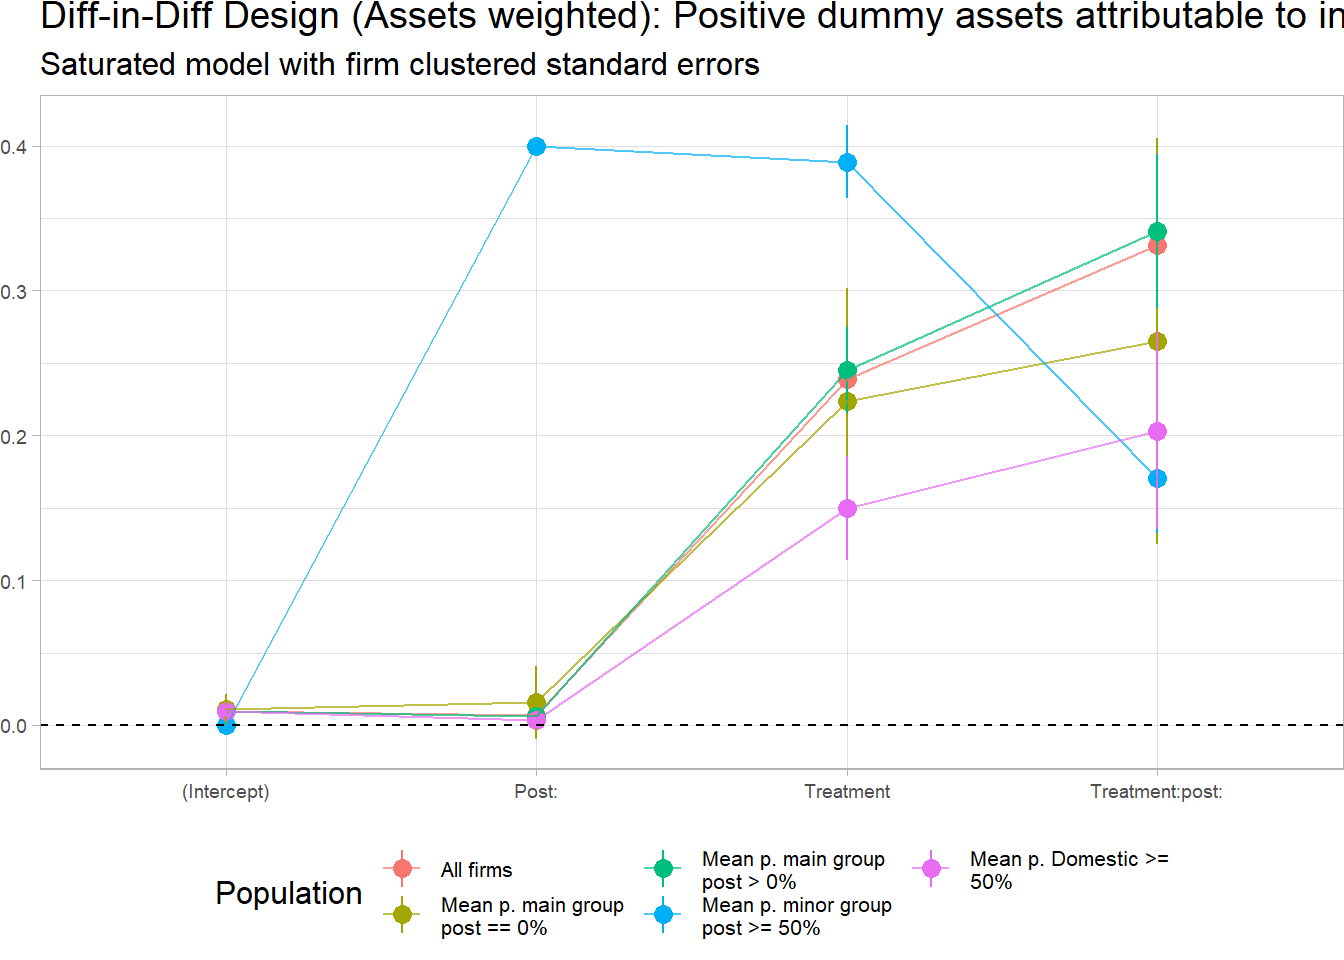 Diff-in-Diff Design (Assets weighted): Positive dummy assets attributable to in
Saturated model with firm clustered standard errors
0.4
0.3
0.2
0.1
0.0
(Intercept)
Post:
Treatment
Treatment:post:
Population
All firms
Mean p. main group
post == 0%
Mean p. main group
post > 0%
Mean p. minor group
post >= 50%
Mean p. Domestic >=
50%